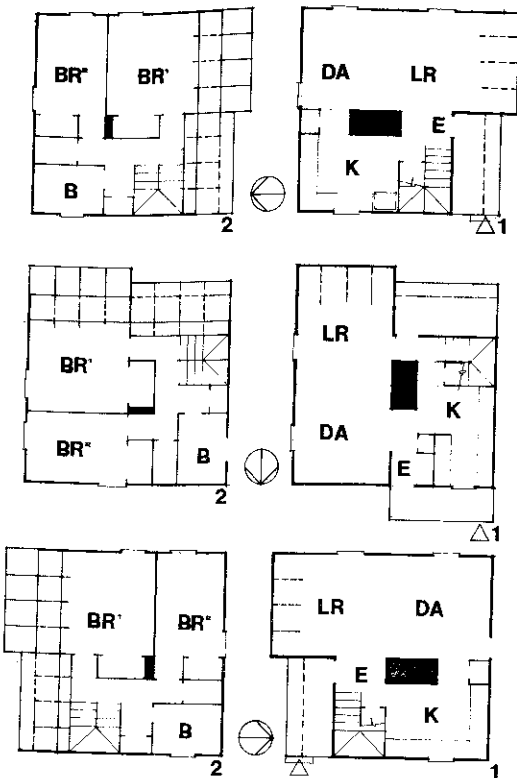 BR" BR' DA LR
E
B K
2 1
LR
BR' K
DA
BR" B E
2 1
BR' BR" LR DA
E
B K
2 1